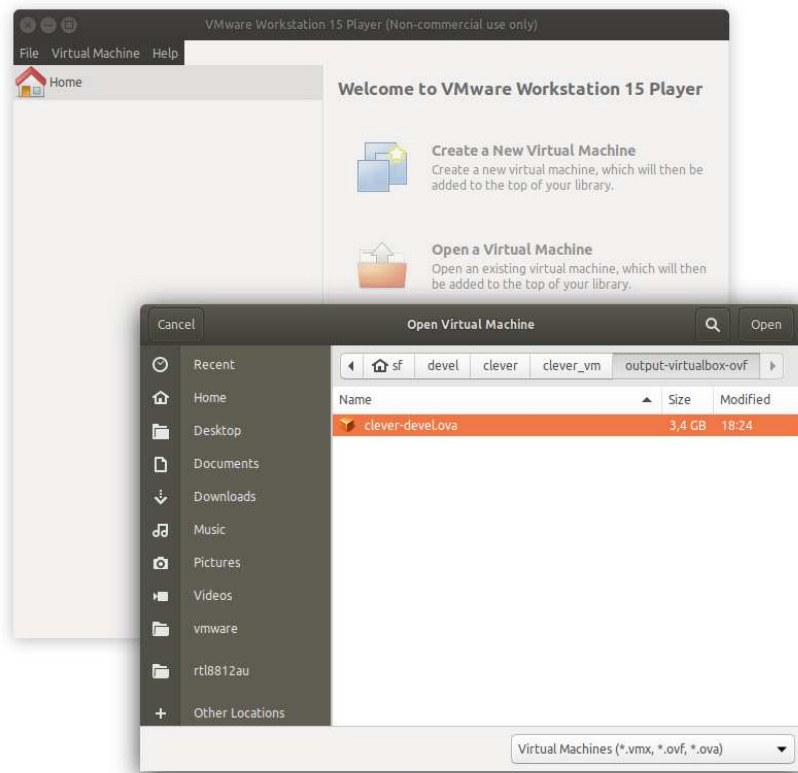 VMware Workstation 15 Player (Non-commercial use only)
File Virtual Machine Help
Home
Welcome to VMware Workstation 15 Player
Create a New Virtual Machine
Create a new virtual machine, which will then be
added to the top of your library.
Open a Virtual Machine
Open an existing virtual machine, which will then
be added to the top of your library.
Cancel Open Virtual Machine Open
Recent
Home
Desktop
Documents
Downloads
Music
Pictures
Videos
vmware
rtl8812au
Other Locations
sf devel clever clever_vm output-virtualbox-ovf
Name Size Modified
clever-devel.ova 3,4 GB 18:24
Virtual Machines (*.vmx, *.ovf, *.ova)